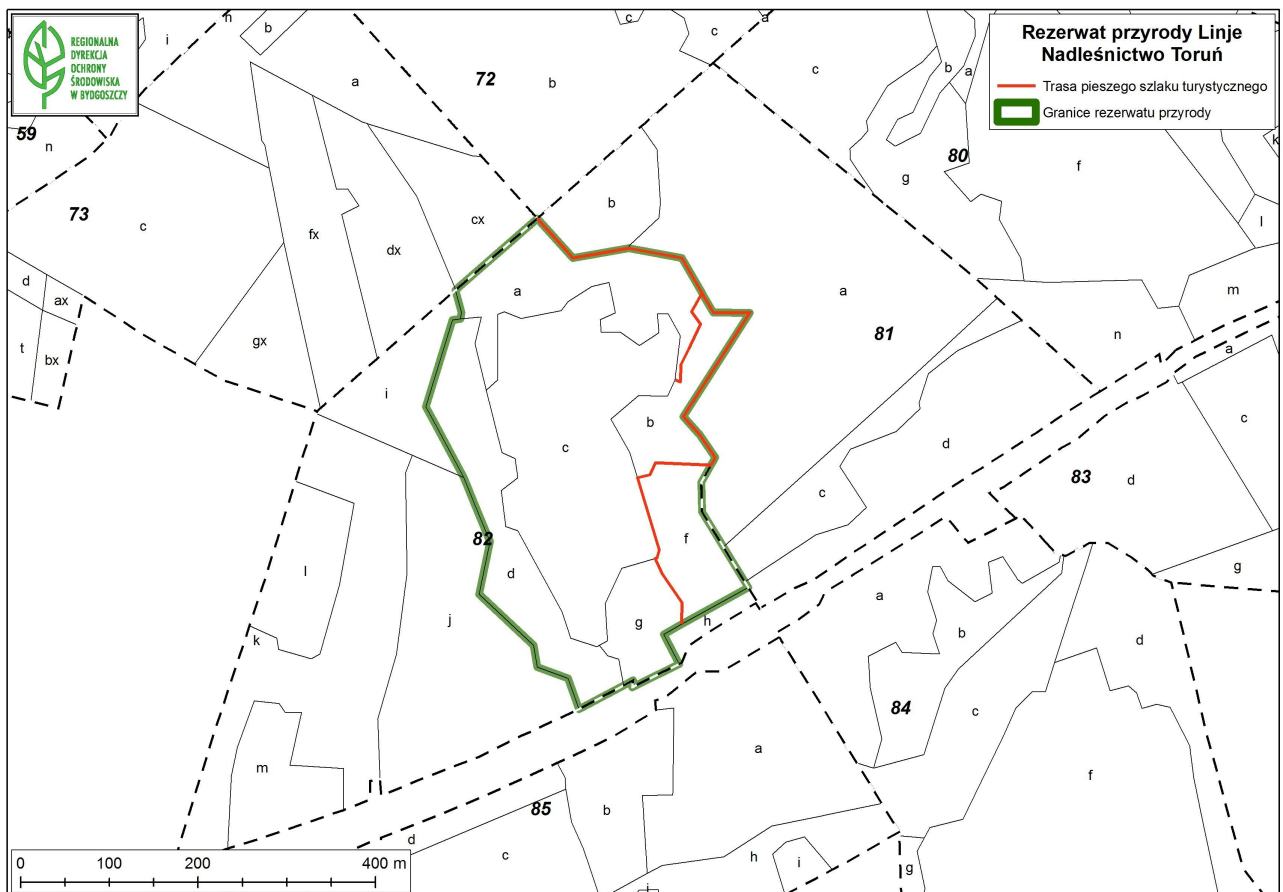 REGIONALNA
DYREKCJA
OCHRONY
ŚRODOWISKA
W BYDGOSZCZY
Rezerwat przyrody Linje
Nadleśnictwo Toruń
Trasa pieszego szlaku turystycznego
Granice rezerwatu przyrody
n
b
i
c
a
c
72
a
b
c
b
a
59
n
80
m
k
f
g
73
c
cx
b
l
fx
dx
d
ax
a
a
m
t
bx
gx
81
n
a
i
b
c
c
d
83
d
c
82
f
l
d
g
a
j
g
h
b
d
k
84
c
a
m
f
85
b
d
c
h
i
g
i
0 100 200 400 m